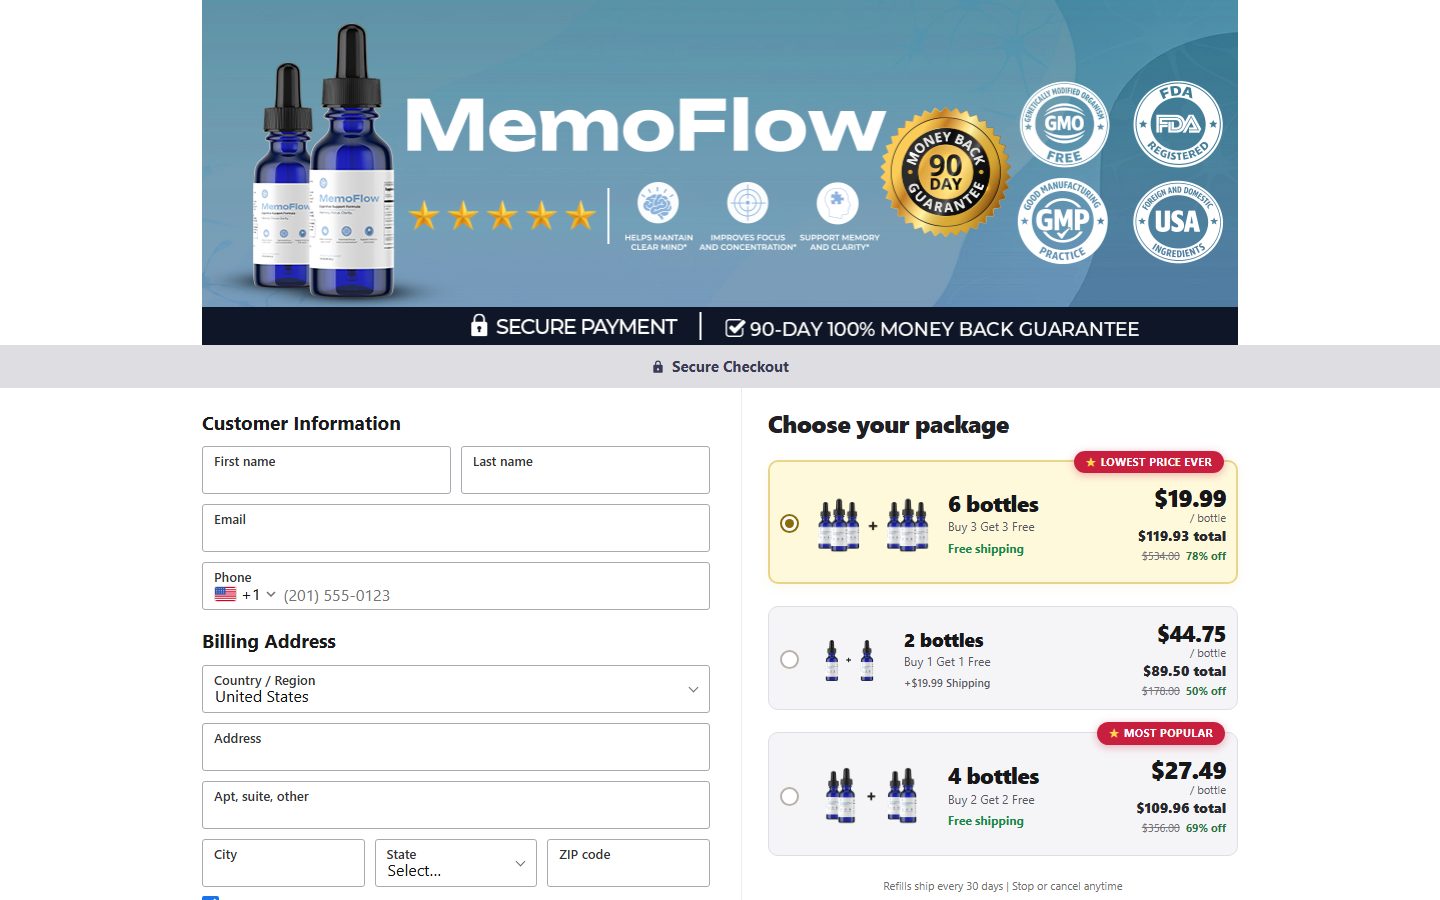 MemoFlow
HELPS MANTAIN
CLEAR MIND*
IMPROVES FOCUS
AND CONCENTRATION*
SUPPORT MEMORY
AND CLARITY*
MONEY BACK
90
DAY
GUARANTEE
GENETICALLY MODIFIED ORGANISM
GMO
FREE
FDA
FDA
REGISTERED
GOOD MANUFACTURING
GMP
PRACTICE
FOREIGN AND DOMESTIC
USA
INGREDIENTS
MemoFlow
MemoFlow
SECURE PAYMENT
90-DAY 100% MONEY BACK GUARANTEE
Secure Checkout
Customer Information
First name
Last name
Email
Phone
+1 (201) 555-0123
Billing Address
Country / Region
United States
Address
Apt, suite, other
City
State
Select...
ZIP code
Choose your package
LOWEST PRICE EVER
6 bottles
Buy 3 Get 3 Free
Free shipping
$19.99
/ bottle
$119.93 total
$534.00 78% off
2 bottles
Buy 1 Get 1 Free
+$19.99 Shipping
$44.75
/ bottle
$89.50 total
$178.00 50% off
MOST POPULAR
4 bottles
Buy 2 Get 2 Free
Free shipping
$27.49
/ bottle
$109.96 total
$356.00 69% off
Refills ship every 30 days | Stop or cancel anytime